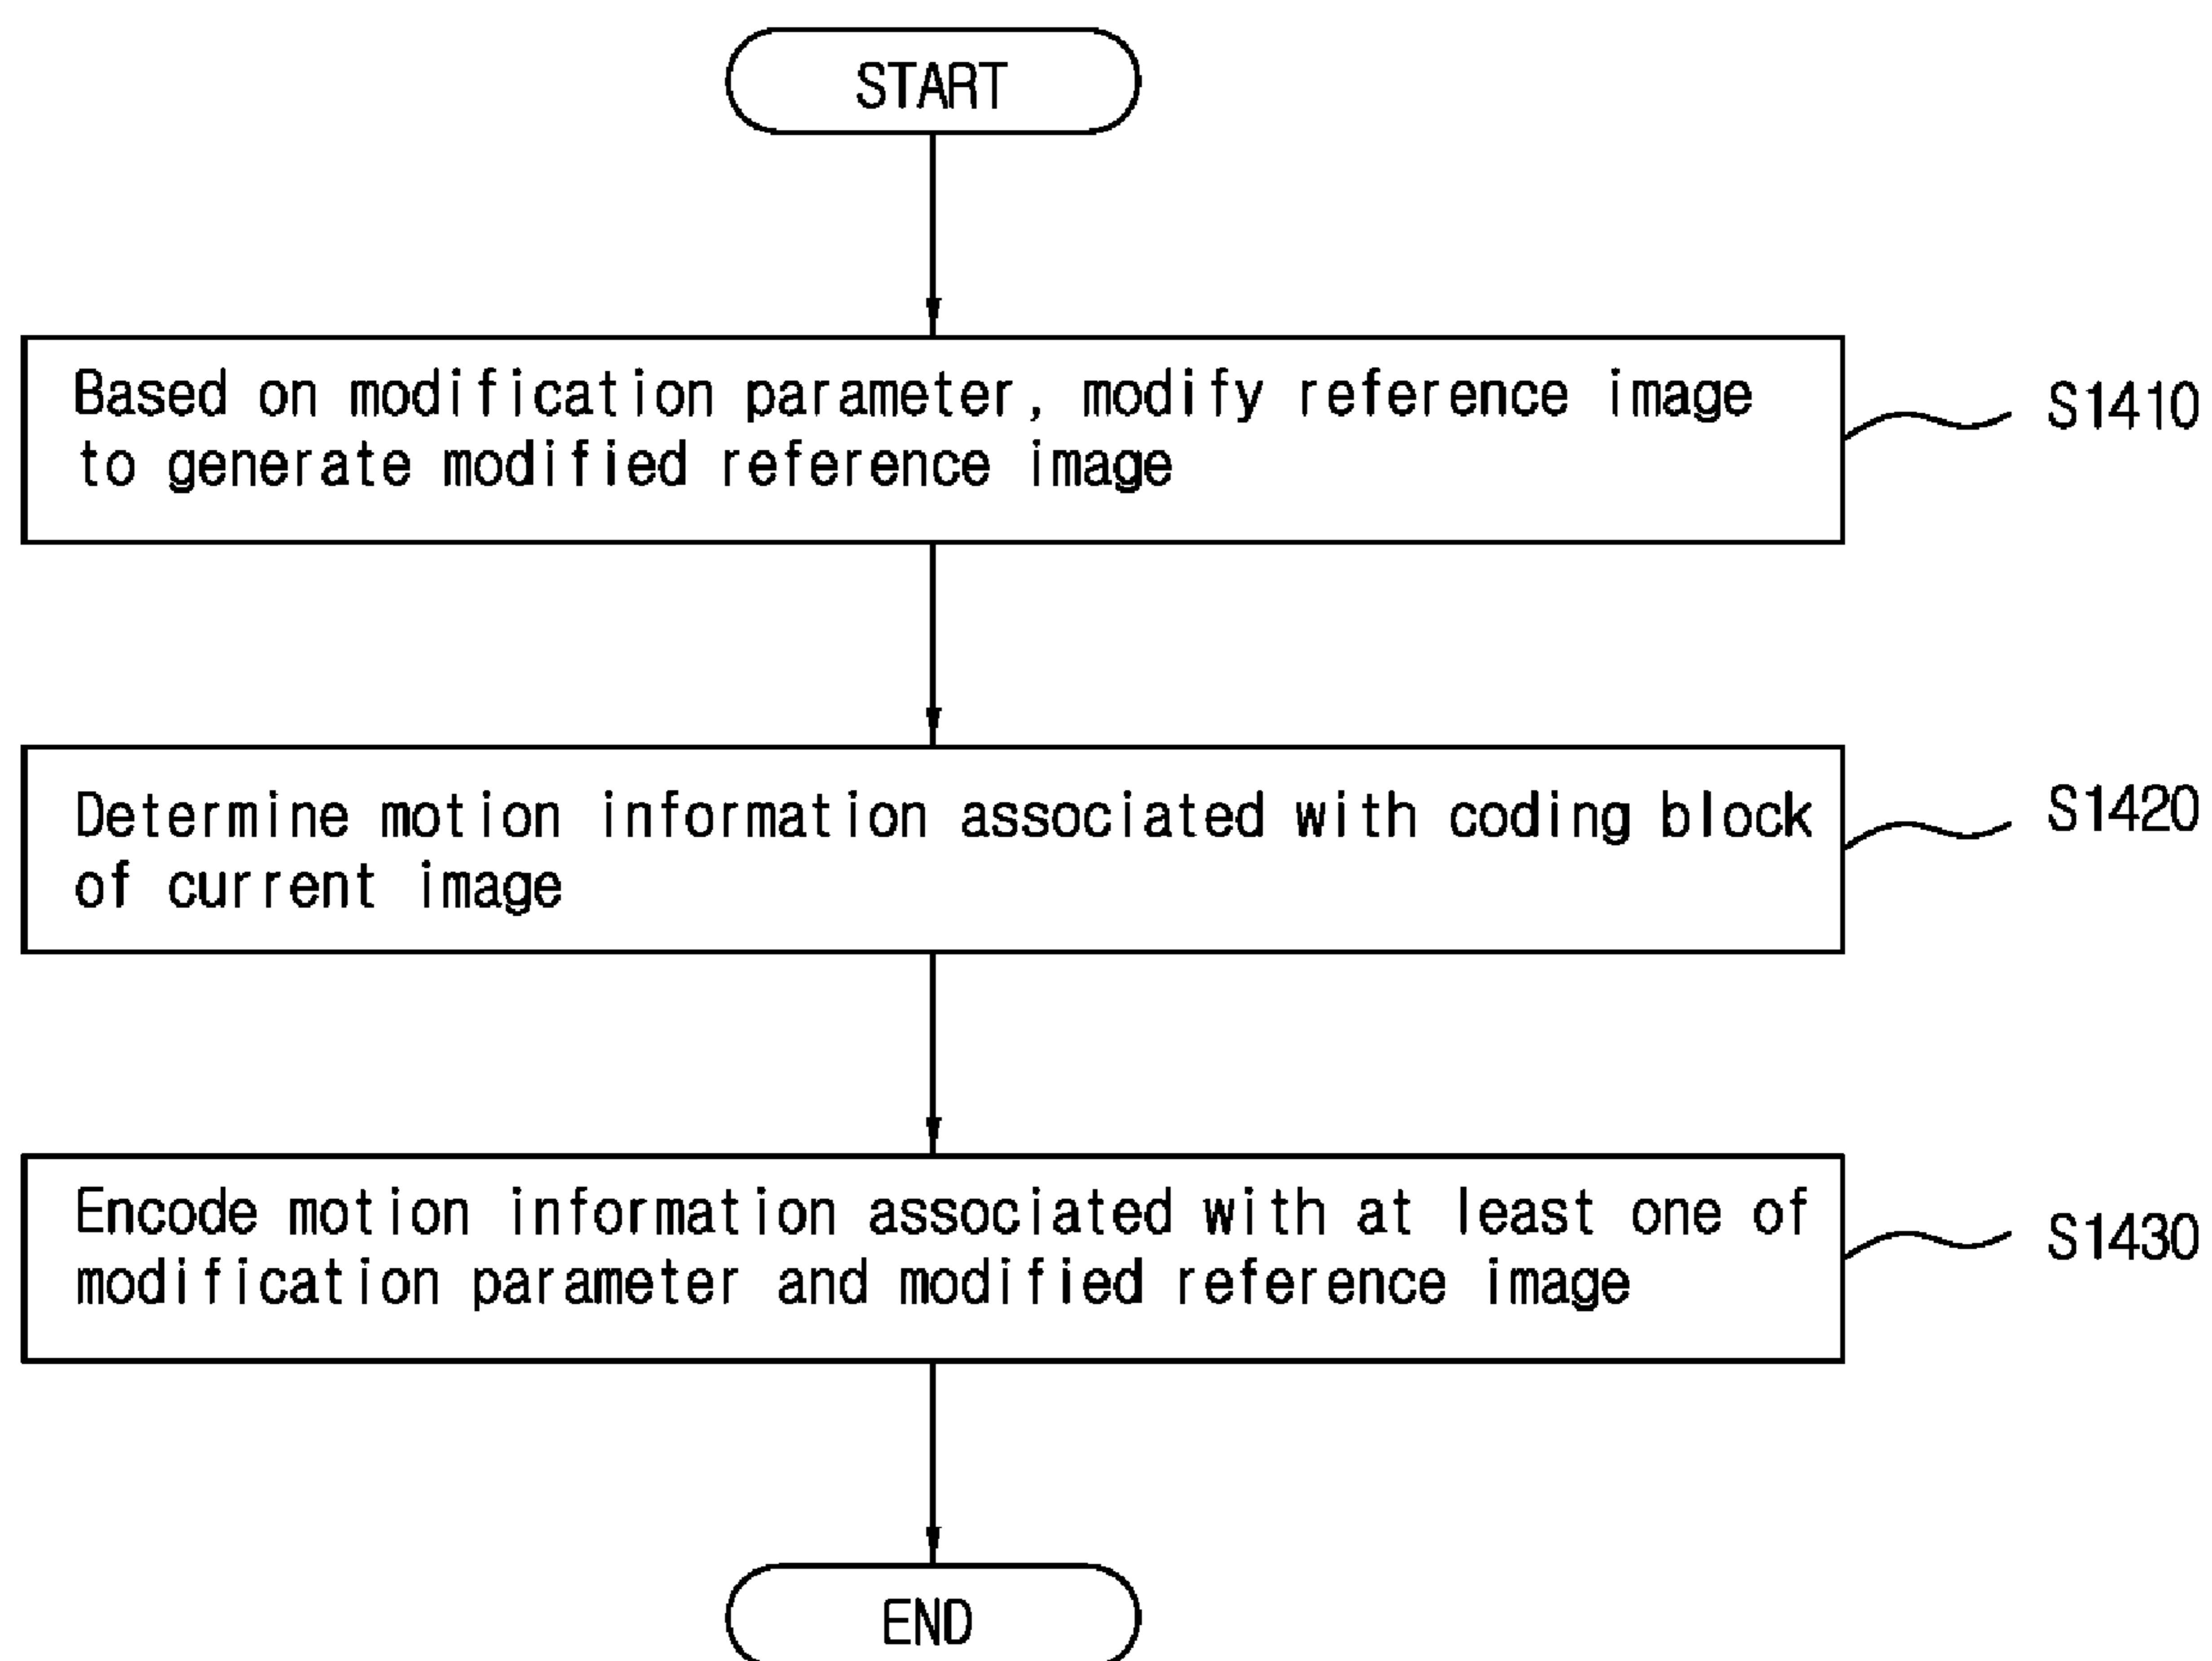 START
Based on modification parameter, modify reference image
to generate modified reference image
S1410
Determine motion information associated with coding block
of current image
S1420
Encode motion information associated with at least one of
modification parameter and modified reference image
S1430
END